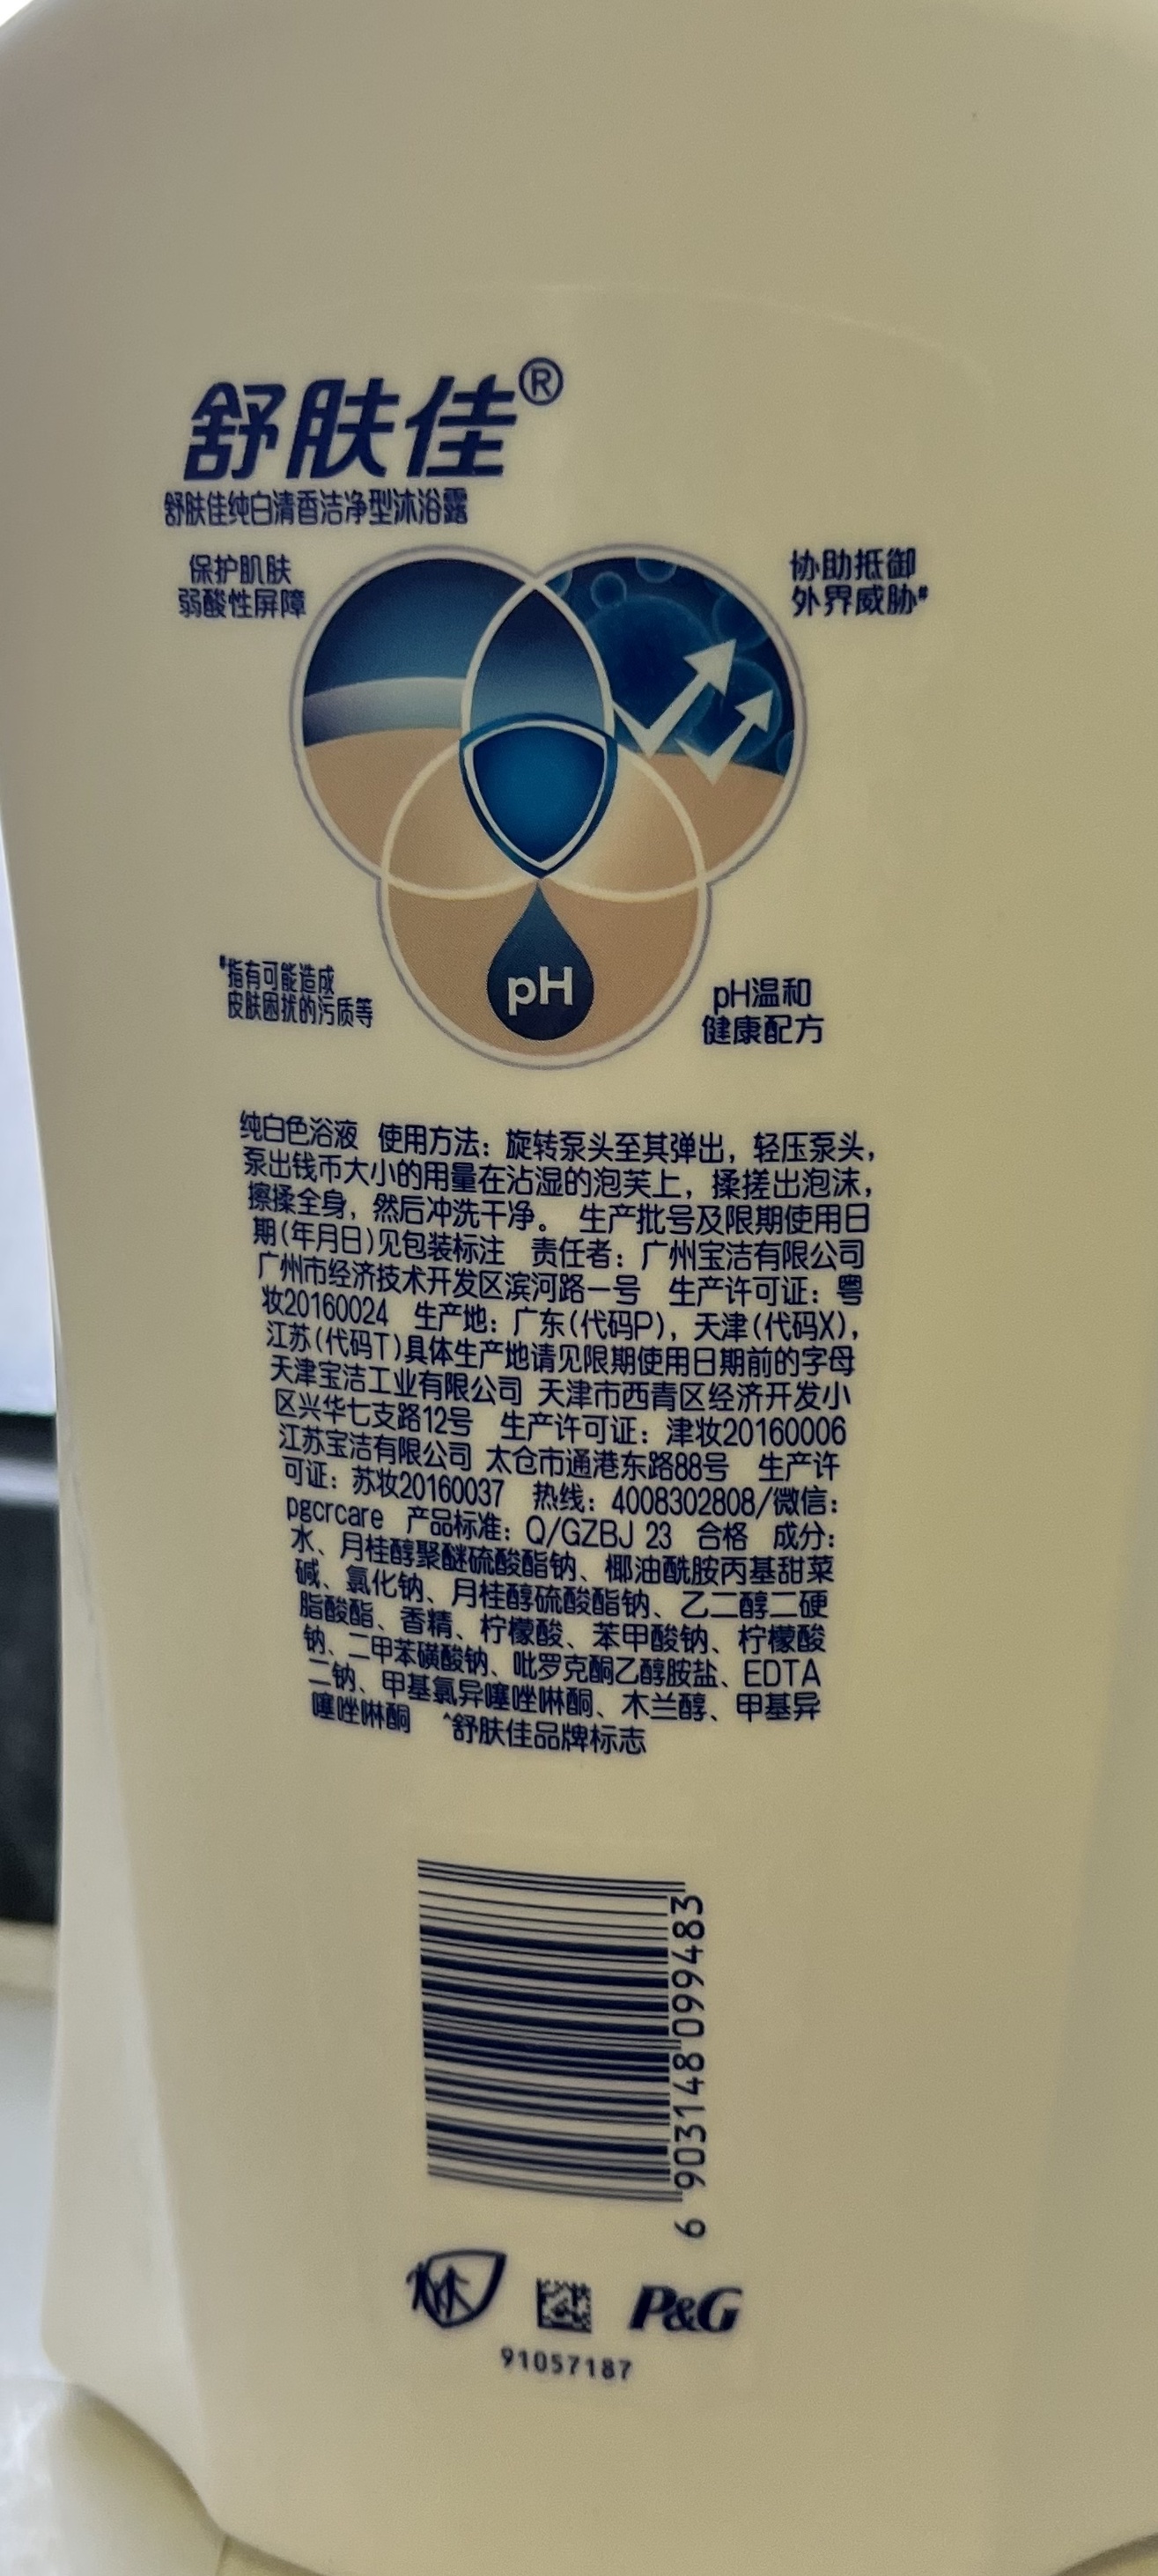 舒肤佳®
舒肤佳纯白清香洁净型沐浴露
保护肌肤
弱酸性屏障
协助抵御
外界威胁#
pH
#指有可能造成
皮肤困扰的污质等
pH温和
健康配方
纯白色浴液 使用方法：旋转泵头至其弹出，轻压泵头，
泵出钱币大小的用量在沾湿的泡芙上，揉搓出泡沫，
擦揉全身，然后冲洗干净。 生产批号及限期使用日
期(年月日)见包装标注 责任者：广州宝洁有限公司
广州市经济技术开发区滨河路一号 生产许可证：粤
妆20160024 生产地：广东(代码P)，天津(代码X)，
江苏(代码T)具体生产地请见限期使用日期前的字母
天津宝洁工业有限公司 天津市西青区经济开发小
区兴华七支路12号 生产许可证：津妆20160006
江苏宝洁有限公司 太仓市通港东路88号 生产许
可证：苏妆20160037 热线：4008302808/微信：
pgcrcare 产品标准：Q/GZBJ 23 合格 成分：
水、月桂醇聚醚硫酸酯钠、椰油酰胺丙基甜菜
碱、氯化钠、月桂醇硫酸酯钠、乙二醇二硬
脂酸酯、香精、柠檬酸、苯甲酸钠、柠檬酸
钠、二甲苯磺酸钠、吡罗克酮乙醇胺盐、EDTA
二钠、甲基氯异噻唑啉酮、木兰醇、甲基异
噻唑啉酮 ^舒肤佳品牌标志
6 903148 099483
P&G
91057187